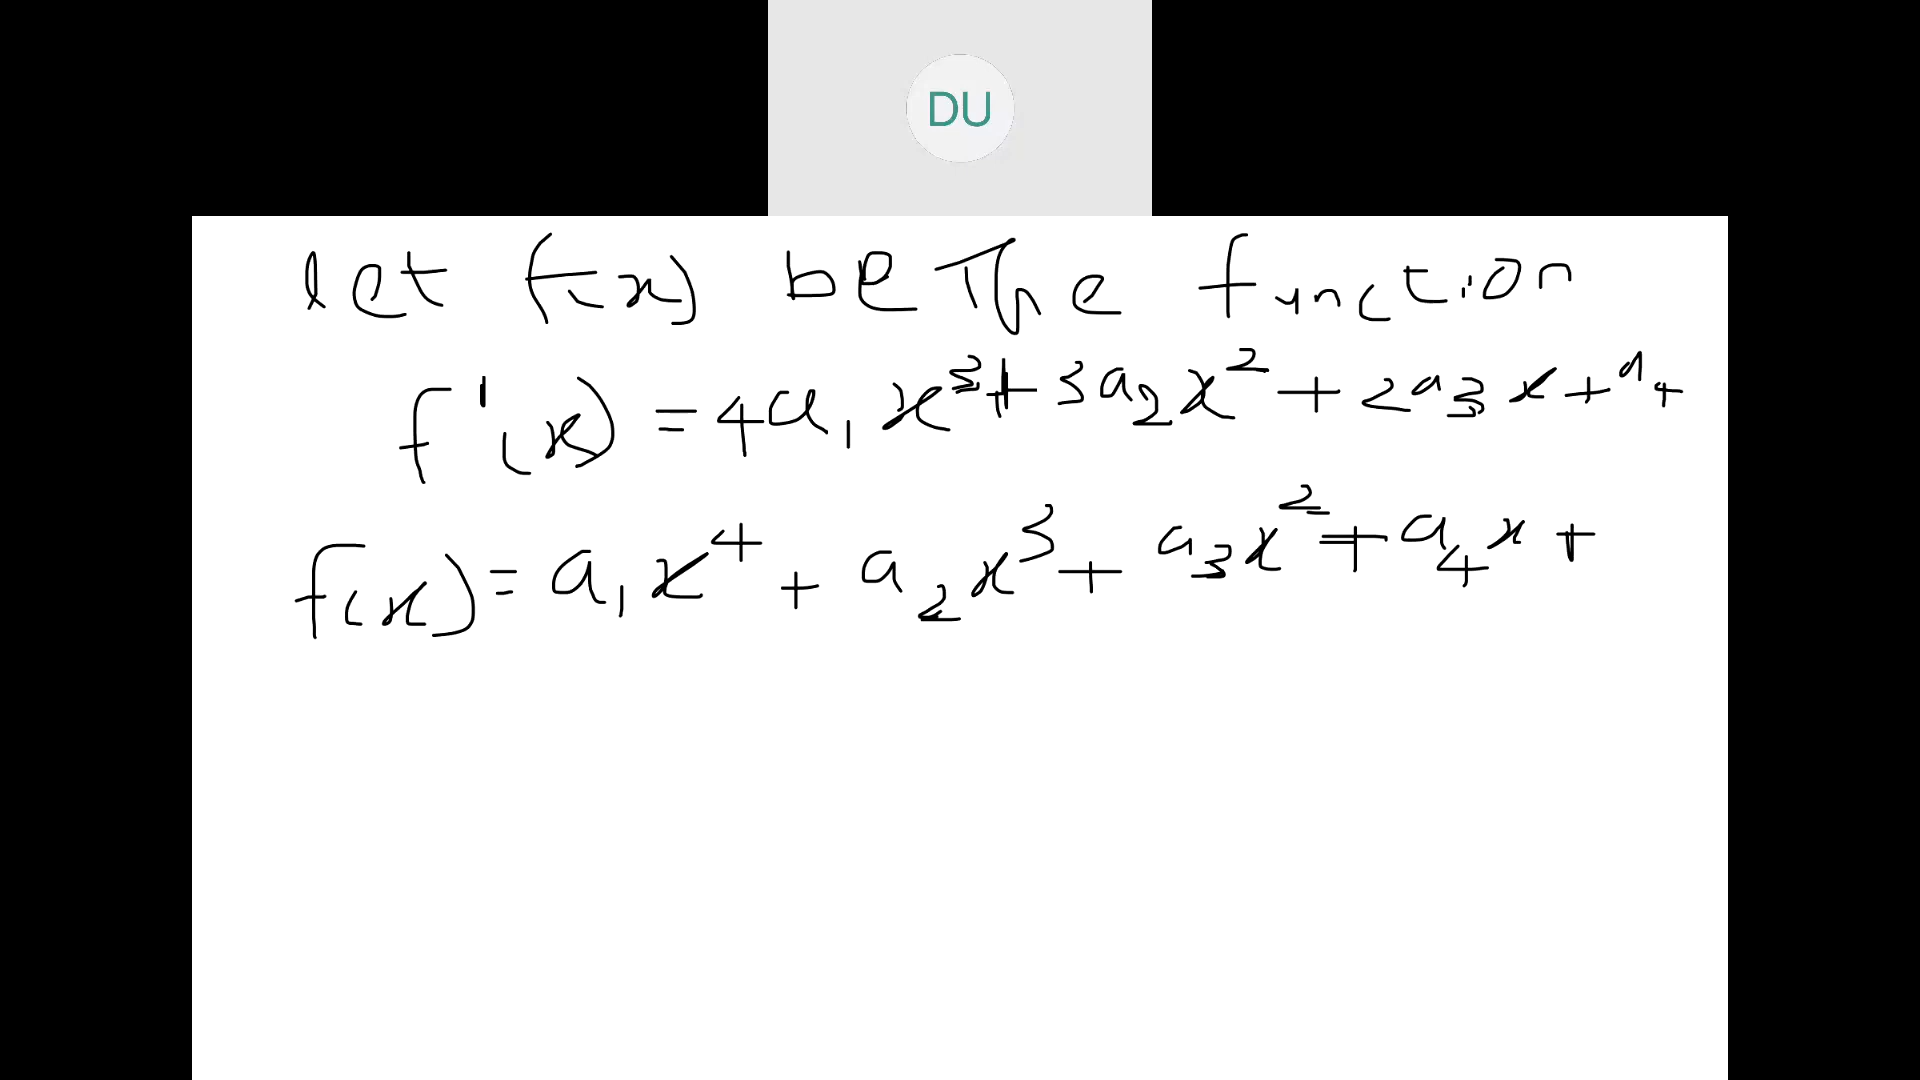 DU
let f(x) be The function
f'(x) = 4a₁x³ + 3a₂x² + 2a₃x + a₄
f(x) = a₁x⁴ + a₂x³ + a₃x² + a₄x +